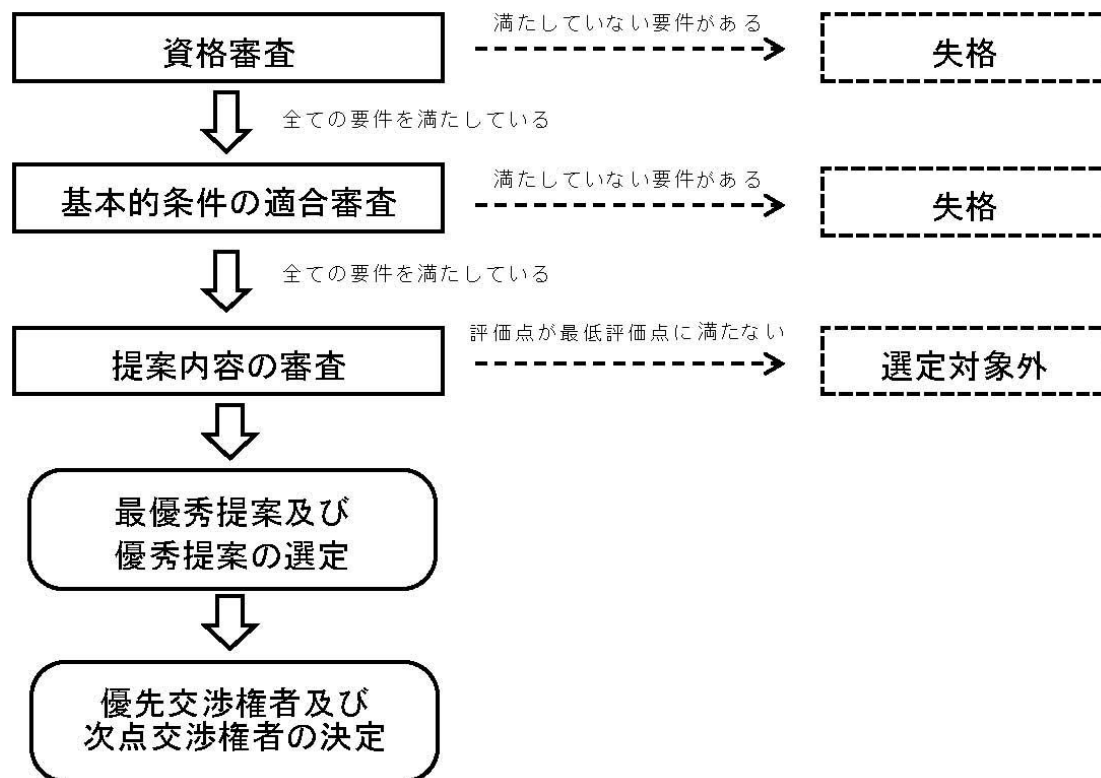 資格審査
満たしていない要件がある
失格
全ての要件を満たしている
基本的条件の適合審査
満たしていない要件がある
失格
全ての要件を満たしている
提案内容の審査
評価点が最低評価点に満たない
選定対象外
最優秀提案及び
優秀提案の選定
優先交渉権者及び
次点交渉権者の決定